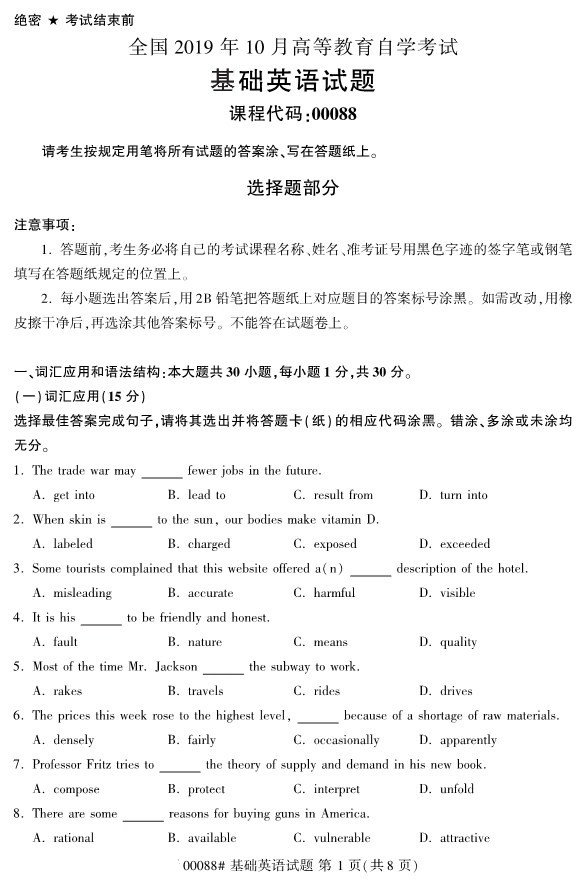 绝密 ★ 考试结束前
全国 2019 年 10 月高等教育自学考试
基础英语试题
课程代码:00088
请考生按规定用笔将所有试题的答案涂、写在答题纸上。
选择题部分
注意事项:
1. 答题前,考生务必将自己的考试课程名称、姓名、准考证号用黑色字迹的签字笔或钢笔
填写在答题纸规定的位置上。
2. 每小题选出答案后,用 2B 铅笔把答题纸上对应题目的答案标号涂黑。如需改动,用橡
皮擦干净后,再选涂其他答案标号。不能答在试题卷上。
一、词汇应用和语法结构:本大题共 30 小题,每小题 1 分,共 30 分。
(一)词汇应用(15 分)
选择最佳答案完成句子,请将其选出并将答题卡(纸)的相应代码涂黑。错涂、多涂或未涂均
无分。
1. The trade war may ______ fewer jobs in the future.
A. get into B. lead to C. result from D. turn into
2. When skin is ______ to the sun, our bodies make vitamin D.
A. labeled B. charged C. exposed D. exceeded
3. Some tourists complained that this website offered a(n) ______ description of the hotel.
A. misleading B. accurate C. harmful D. visible
4. It is his ______ to be friendly and honest.
A. fault B. nature C. means D. quality
5. Most of the time Mr. Jackson ______ the subway to work.
A. rakes B. travels C. rides D. drives
6. The prices this week rose to the highest level, ______ because of a shortage of raw materials.
A. densely B. fairly C. occasionally D. apparently
7. Professor Fritz tries to ______ the theory of supply and demand in his new book.
A. compose B. protect C. interpret D. unfold
8. There are some ______ reasons for buying guns in America.
A. rational B. available C. vulnerable D. attractive
00088# 基础英语试题 第 1 页(共 8 页)